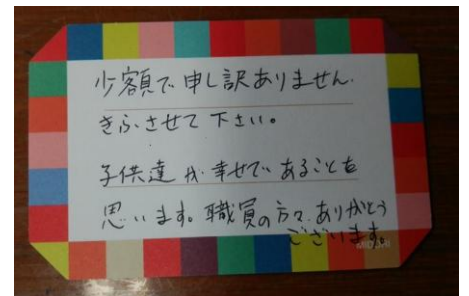 少額で申し訳ありません.
きふさせて下さい。
子供達が幸せであることを
思います。職員の方々、ありがとう
ございます。
MIDORI